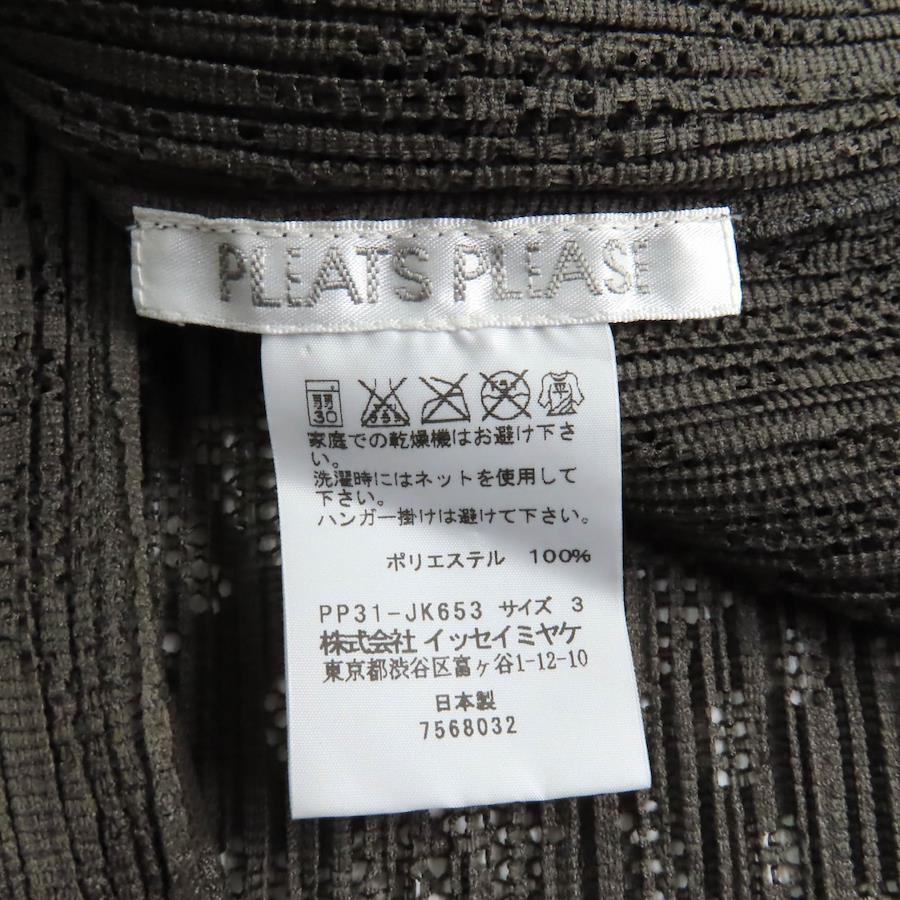 PLEATS PLEASE
弱
30
平
家庭での乾燥機はお避け下さ
い。
洗濯時にはネットを使用して
下さい。
ハンガー掛けは避けて下さい。
ポリエステル 100%
PP31-JK653 サイズ 3
株式会社 イッセイミヤケ
東京都渋谷区富ヶ谷1-12-10
日本製
7568032